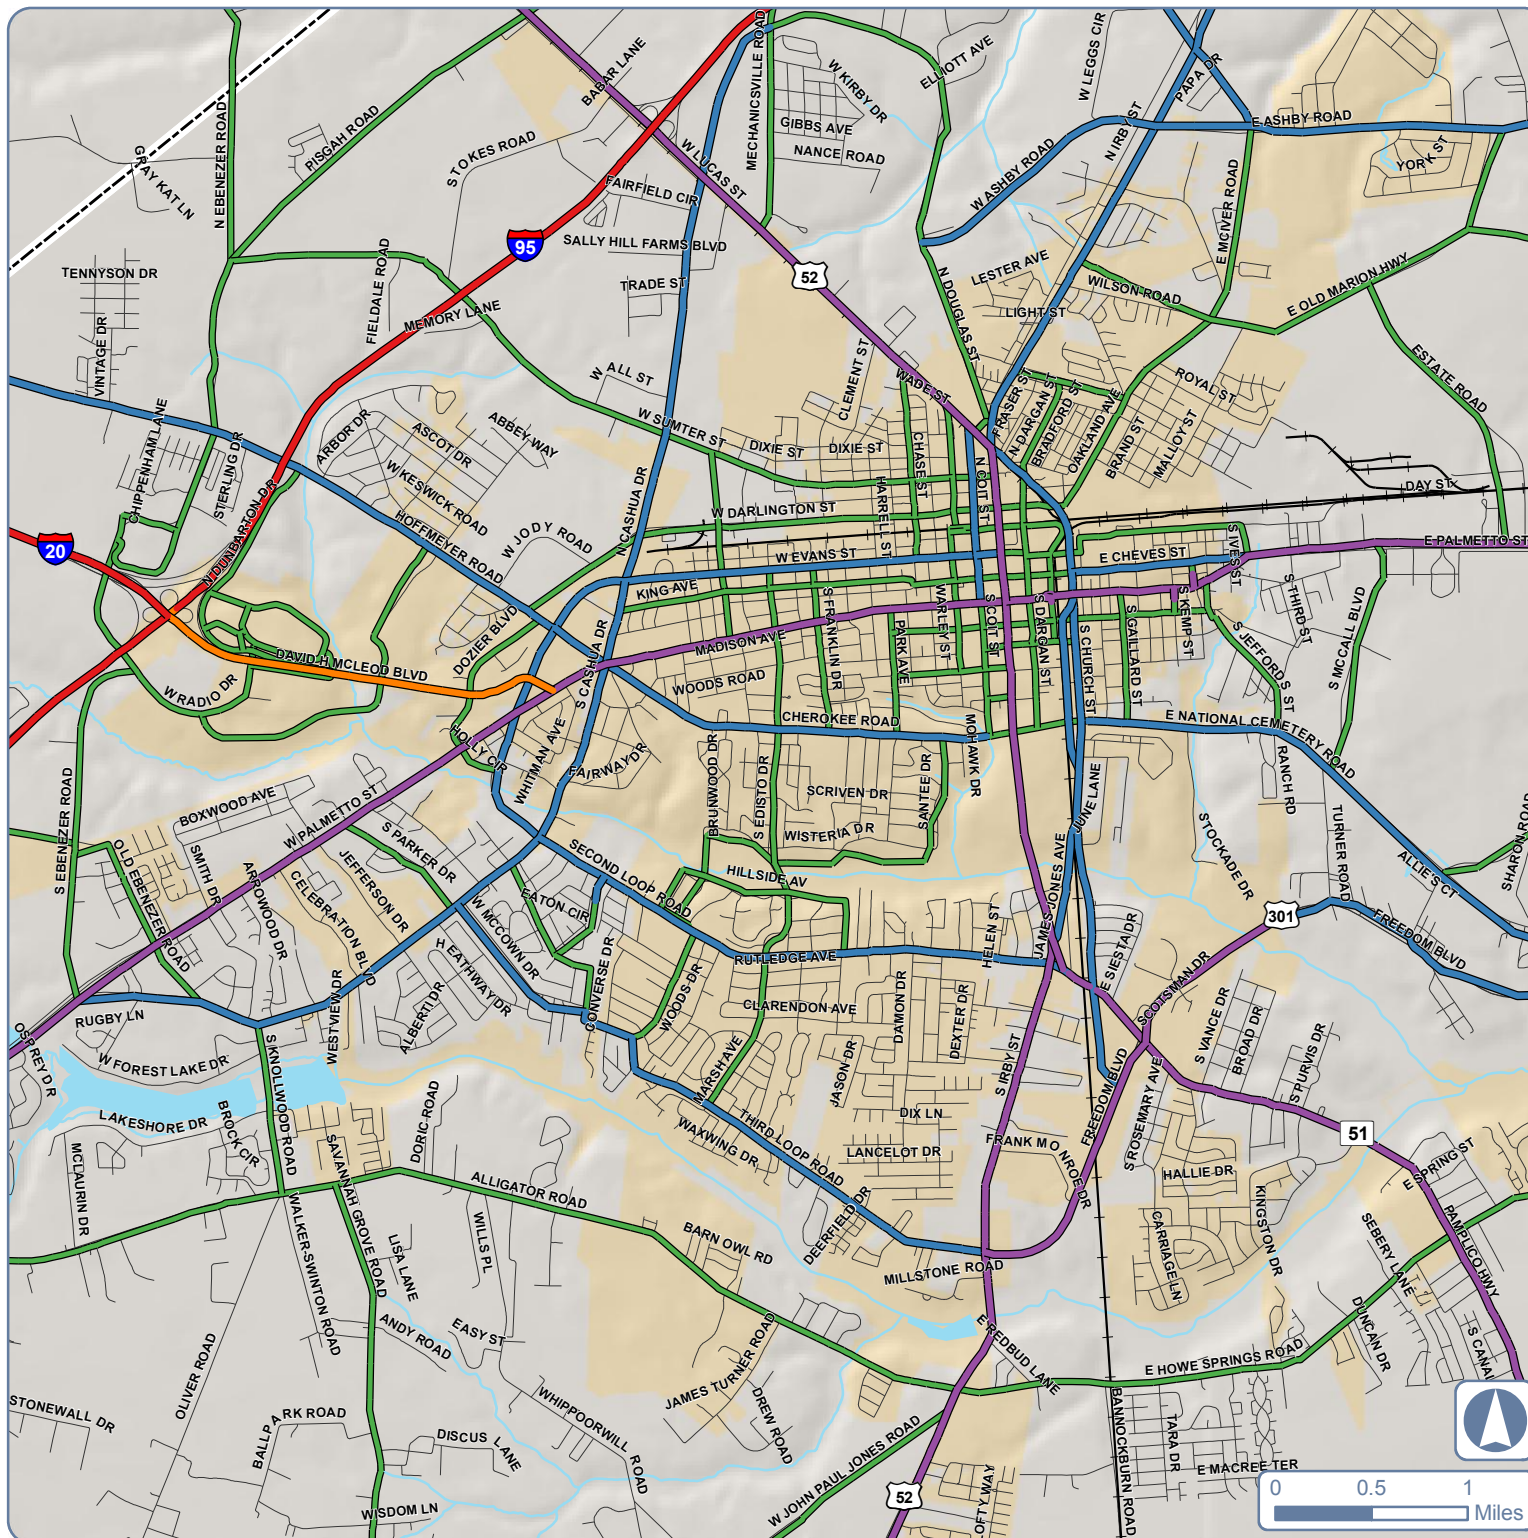 BABAR LANE
MECHANICSVILLE ROAD
ELLIOTT AVE
W LEGGS CIR
PAPA DR
W KIRBY DR
GIBBS AVE
NANCE ROAD
E ASHBY ROAD
N IRBY ST
YORK ST
N EBENEZER ROAD
PISGAH ROAD
STOKES ROAD
W LUCAS ST
GRAY KAT LN
FAIRFIELD CIR
W ASHBY ROAD
E MCIVER ROAD
95
SALLY HILL FARMS BLVD
52
LESTER AVE
WILSON ROAD
E OLD MARION HWY
TENNYSON DR
FIELDALE ROAD
TRADE ST
MEMORY LANE
N DOUGLAS ST
LIGHT ST
VINTAGE DR
ESTATE ROAD
W ALL ST
CLEMENT ST
WADE ST
FRASER ST
N DARGAN ST
BRADFORD ST
OAKLAND AVE
ROYAL ST
BRAND ST
MALLOY ST
CHIPPENHAM LANE
STERLING DR
ARBOR DR
ASCOT DR
ABBEY WAY
W SUMTER ST
DIXIE ST
DIXIE ST
CHASE ST
W KESWICK ROAD
N CASHUA DR
HARRELL ST
N COIT ST
DAY ST
N DUNBARTON DR
HOFFMEYER ROAD
W JODY ROAD
W DARLINGTON ST
20
W EVANS ST
E CHEVES ST
S IVES ST
E PALMETTO ST
KING AVE
S FRANKLIN DR
WARLEY ST
S COIT ST
S DARGAN ST
S CHURCH ST
S GAILLARD ST
S KEMP ST
S THIRD ST
S MCCALL BLVD
DOZIER BLVD
S CASHUA DR
MADISON AVE
PARK AVE
S JEFFORDS ST
DAVID H MCLEOD BLVD
W RADIO DR
WOODS ROAD
CHEROKEE ROAD
MOHAWK DR
E NATIONAL CEMETERY ROAD
HOLLY CIR
WHITMAN AVE
FAIRWAY DR
BRUNWOOD DR
S EDISTO DR
SCRIVEN DR
SANTEE DR
WISTERIA DR
JUNE LANE
RANCH RD
S EBENEZER ROAD
BOXWOOD AVE
W PALMETTO ST
S PARKER DR
JEFFERSON DR
SECOND LOOP ROAD
HILLSIDE AV
STOCKADE DR
TURNER ROAD
ALLIE'S CT
SHARON ROAD
OLD EBENEZER ROAD
SMITH DR
ARROWOOD DR
CELEBRATION BLVD
EATON CIR
W MCCOWN DR
HEATHWAY DR
JAMES JONES AVE
301
FREEDOM BLVD
HELEN ST
E SIESTA DR
RUTLEDGE AVE
SCOTSMAN DR
CONVERSE DR
WOODS DR
CLARENDON AVE
DAMON DR
DEXTER DR
S VANCE DR
BROAD DR
S PURVIS DR
RUGBY LN
OSPREY DR
W FOREST LAKE DR
WESTVIEW DR
ALBERTI DR
S KNOLLWOOD ROAD
LAKESHORE DR
BROCK CIR
MCLAURIN DR
SAVANNAH GROVE ROAD
DORIC ROAD
MARSH AVE
WAXWING DR
THIRD LOOP ROAD
JASON DR
DIX LN
LANCELOT DR
S IRBY ST
FRANK MONROE DR
FREEDOM BLVD
S ROSEMARY AVE
HALLIE DR
51
E SPRING ST
ALLIGATOR ROAD
BARN OWL RD
DEERFIELD DR
MILLSTONE ROAD
CARRIAGE LN
KINGSTON DR
SEBERY LANE
PAMPLICO HWY
WALKER-SWINTON ROAD
LISA LANE
WILLS PL
ANDY ROAD
EASY ST
OLIVER ROAD
JAMES TURNER ROAD
DREW ROAD
E REDBUD LANE
E HOWE SPRINGS ROAD
DUNCAN DR
S CANAL
STONEWALL DR
BALLPARK ROAD
DISCUS LANE
WHIPPOORWILL ROAD
W JOHN PAUL JONES ROAD
BANNOCKBURN ROAD
TARA DR
E MACREE TER
WISDOM LN
52
LOFTY WAY
0 0.5 1
Miles